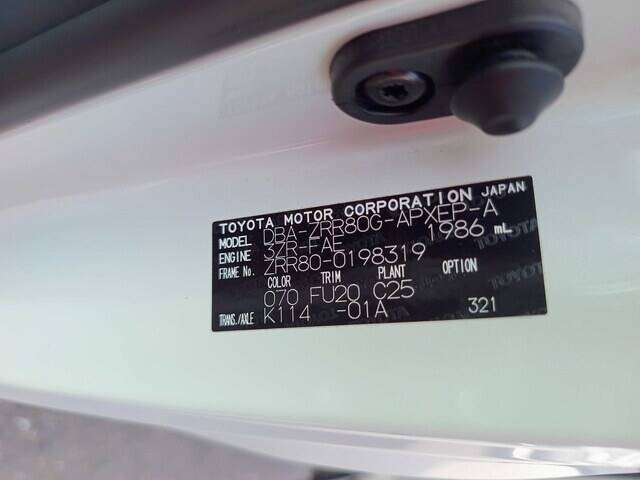 TOYOTA MOTOR CORPORATION JAPAN
MODEL DBA-ZRR80G-APXEP-A
ENGINE 3ZR-FAE 1986 mL
FRAME No. ZRR80-0198319
COLOR TRIM PLANT OPTION
070 FU20 C25
TRANS./AXLE K114 -01A 321